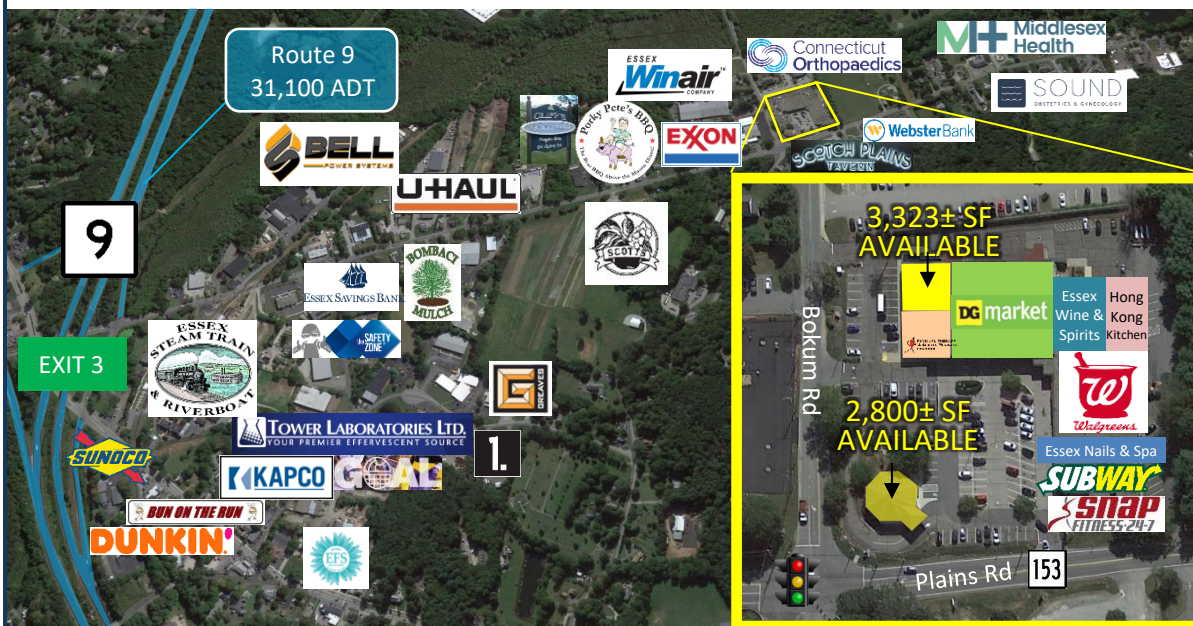 Route 9
31,100 ADT
9
EXIT 3
BELL
POWER SYSTEMS
U-HAUL
ESSEX
Winair
COMPANY
Porky Pete's BBQ
EXXON
Connecticut
Orthopaedics
Middlesex
Health
SOUND
OBSTETRICS & GYNECOLOGY
Webster Bank
SCOTCH PLAINS
TAVERN
SCOTT'S
ESSEX SAVINGS BANK
BOMBACI
MULCH
the SAFETY
ZONE
ESSEX
STEAM TRAIN
& RIVERBOAT
GREAVES
TOWER LABORATORIES LTD.
YOUR PREMIER EFFERVESCENT SOURCE
1.
SUNOCO
KAPCO
GOAL
BUN ON THE RUN
DUNKIN'
EFS
3,323± SF
AVAILABLE
DG market
Essex
Wine &
Spirits
Hong
Kong
Kitchen
Bokum Rd
W
Walgreens
2,800± SF
AVAILABLE
Essex Nails & Spa
SUBWAY
SNAP
FITNESS-24-7
Plains Rd
153